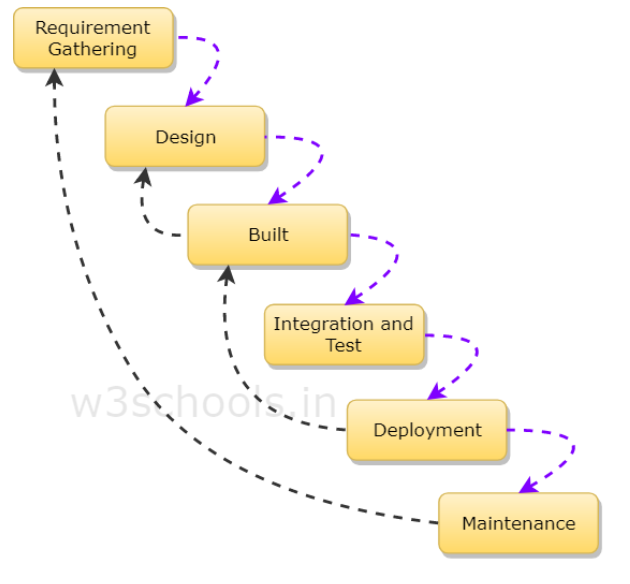 Requirement
Gathering
Design
Built
Integration and
Test
w3schools.in
Deployment
Maintenance